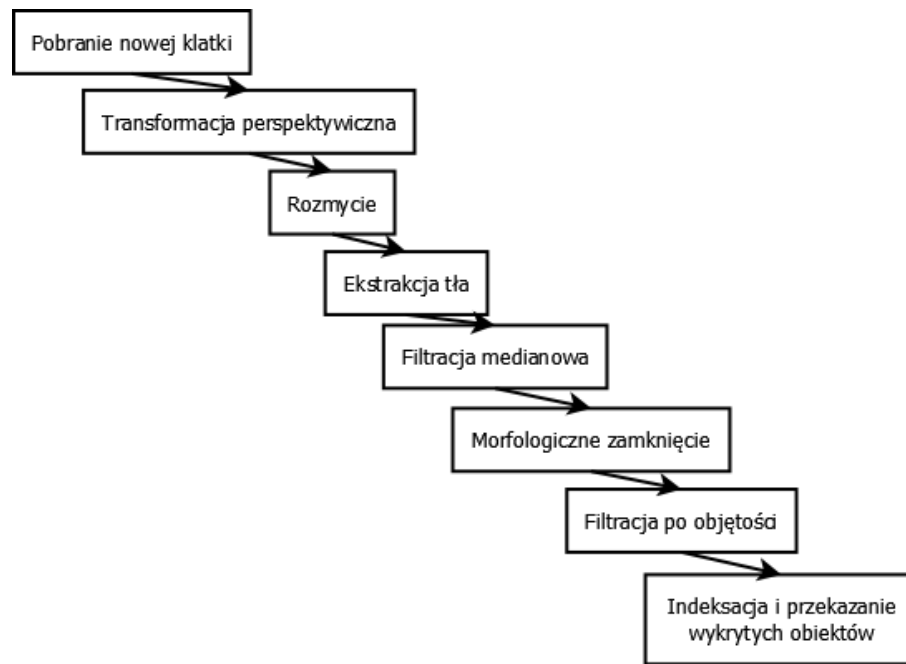 Pobranie nowej klatki
Transformacja perspektywiczna
Rozmycie
Ekstrakcja tła
Filtracja medianowa
Morfologiczne zamknięcie
Filtracja po objętości
Indeksacja i przekazanie
wykrytych obiektów